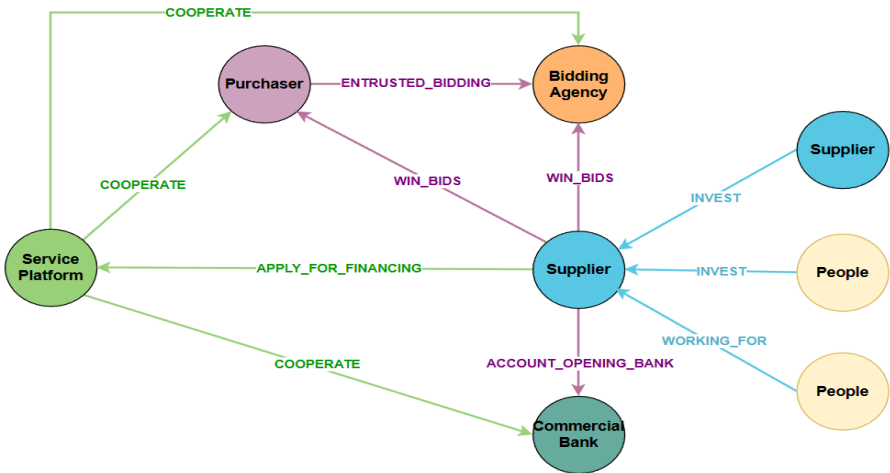 COOPERATE
Purchaser
ENTRUSTED_BIDDING
Bidding
Agency
Supplier
COOPERATE
WIN_BIDS
WIN_BIDS
INVEST
Service
Platform
APPLY_FOR_FINANCING
Supplier
INVEST
People
WORKING_FOR
COOPERATE
ACCOUNT_OPENING_BANK
People
Commercial
Bank